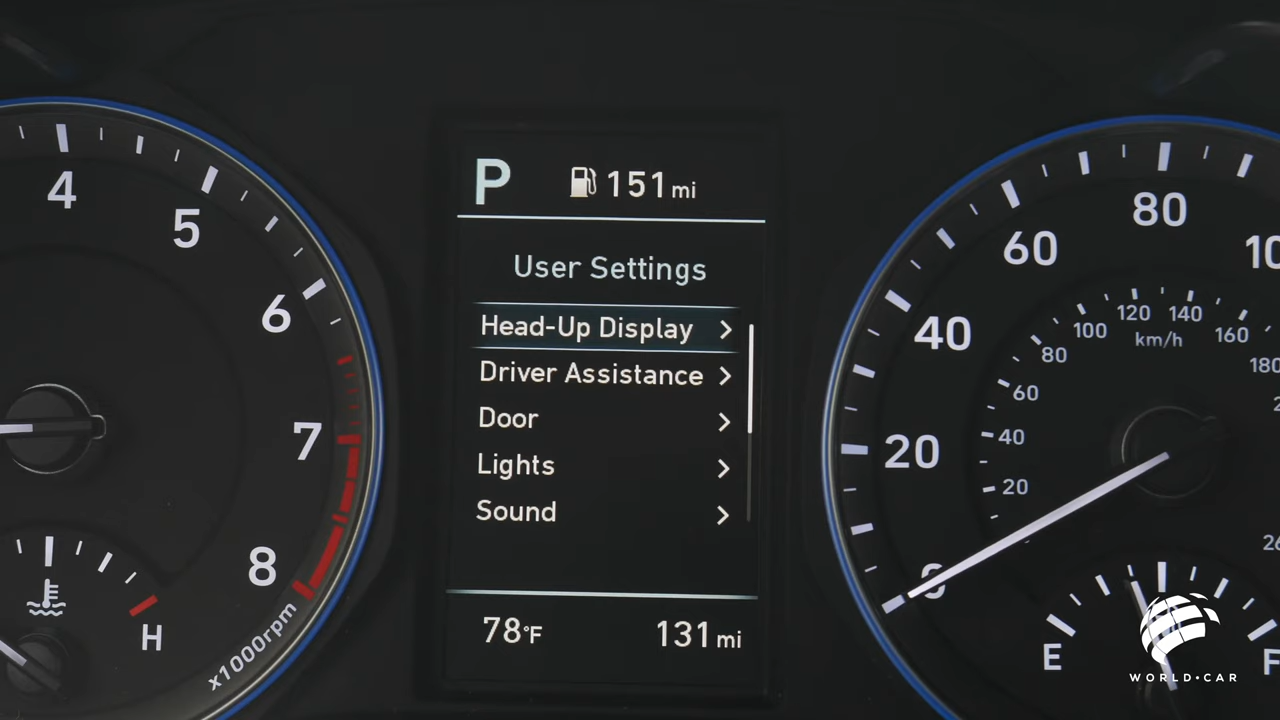 4
5
6
7
8
x1000rpm
H
P 151 mi
User Settings
Head-Up Display >
Driver Assistance >
Door >
Lights >
Sound >
78°F 131 mi
0
20
40
60
80
km/h
20
40
60
80
100
120
140
160
E
F
WORLD·CAR